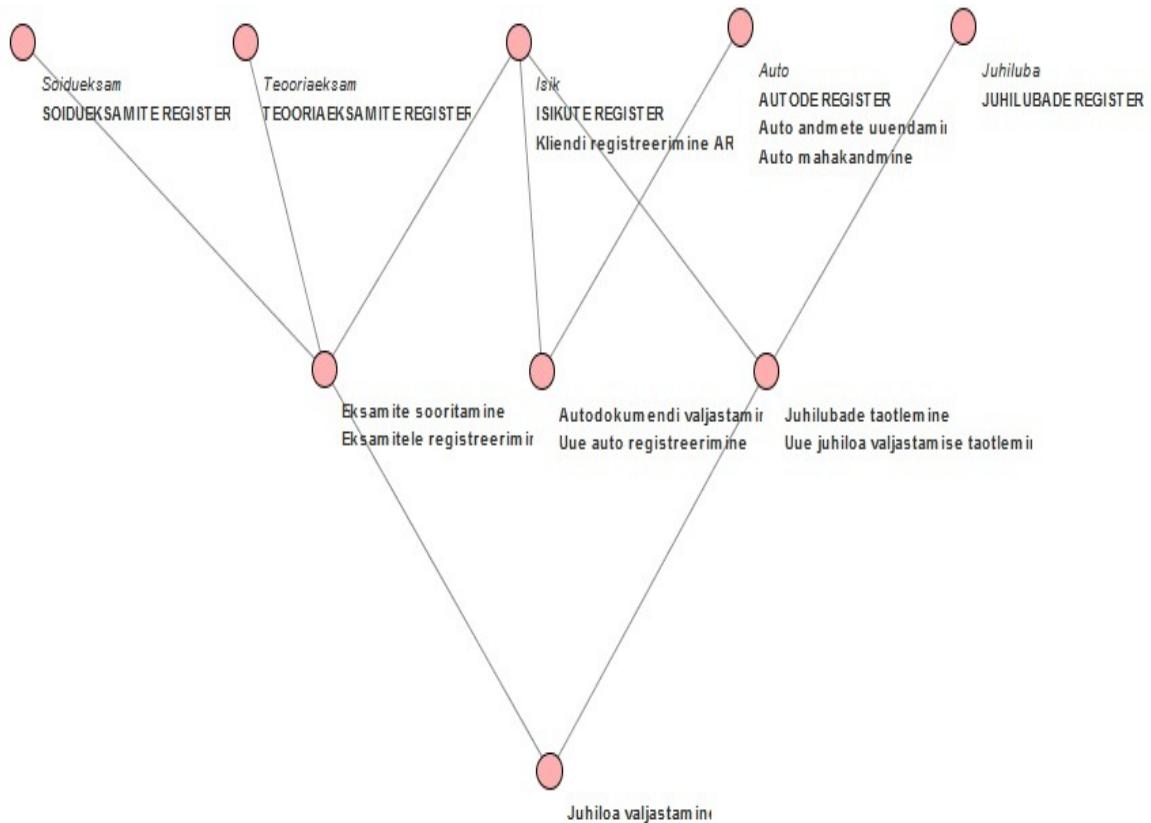 Soidueksam
SOIDUEKSAMITE REGISTER
Teooriaeksam
TEOORIAEKSAMITE REGISTER
Isik
ISIKUTE REGISTER
Kliendi registreerimine AR
Auto
AUTODE REGISTER
Auto andmete uuendami
Auto mahakandmine
Juhiluba
JUHILUBADE REGISTER
Eksamite sooritamine
Eksamitele registreerimi
Autodokumendi valjastami
Uue auto registreerimine
Juhilubade taotlemine
Uue juhiloa valjastamise taotlemi
Juhiloa valjastamine